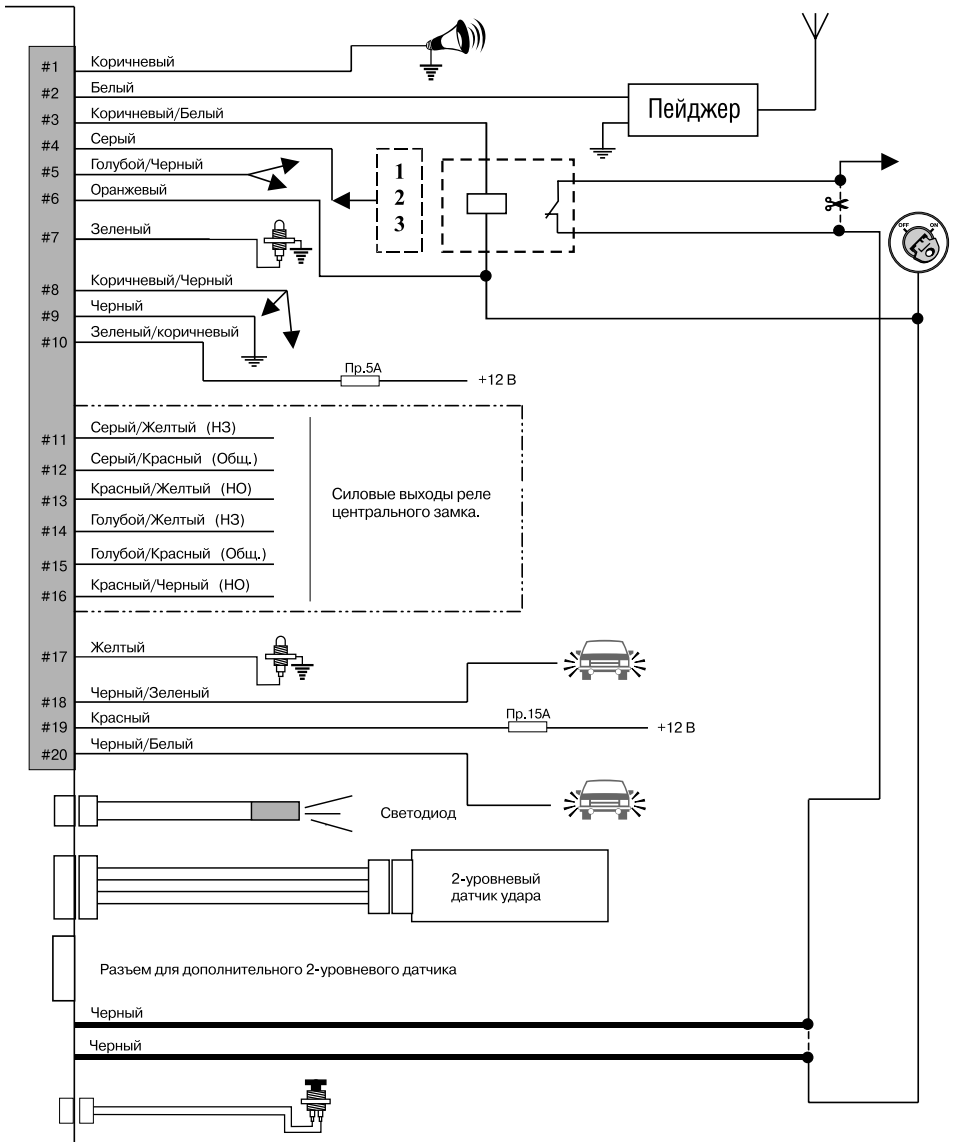 #1 Коричневый
#2 Белый
#3 Коричневый/Белый
Пейджер
#4 Серый
#5 Голубой/Черный
#6 Оранжевый
1
2
3
#7 Зеленый
OFF ON
#8 Коричневый/Черный
#9 Черный
#10 Зеленый/коричневый
Пр.5А
+12 В
#11 Серый/Желтый (НЗ)
#12 Серый/Красный (Общ.)
#13 Красный/Желтый (НО)
#14 Голубой/Желтый (НЗ)
#15 Голубой/Красный (Общ.)
#16 Красный/Черный (НО)
Силовые выходы реле
центрального замка.
#17 Желтый
#18 Черный/Зеленый
#19 Красный
Пр.15А
+12 В
#20 Черный/Белый
Светодиод
2-уровневый
датчик удара
Разъем для дополнительного 2-уровневого датчика
Черный
Черный